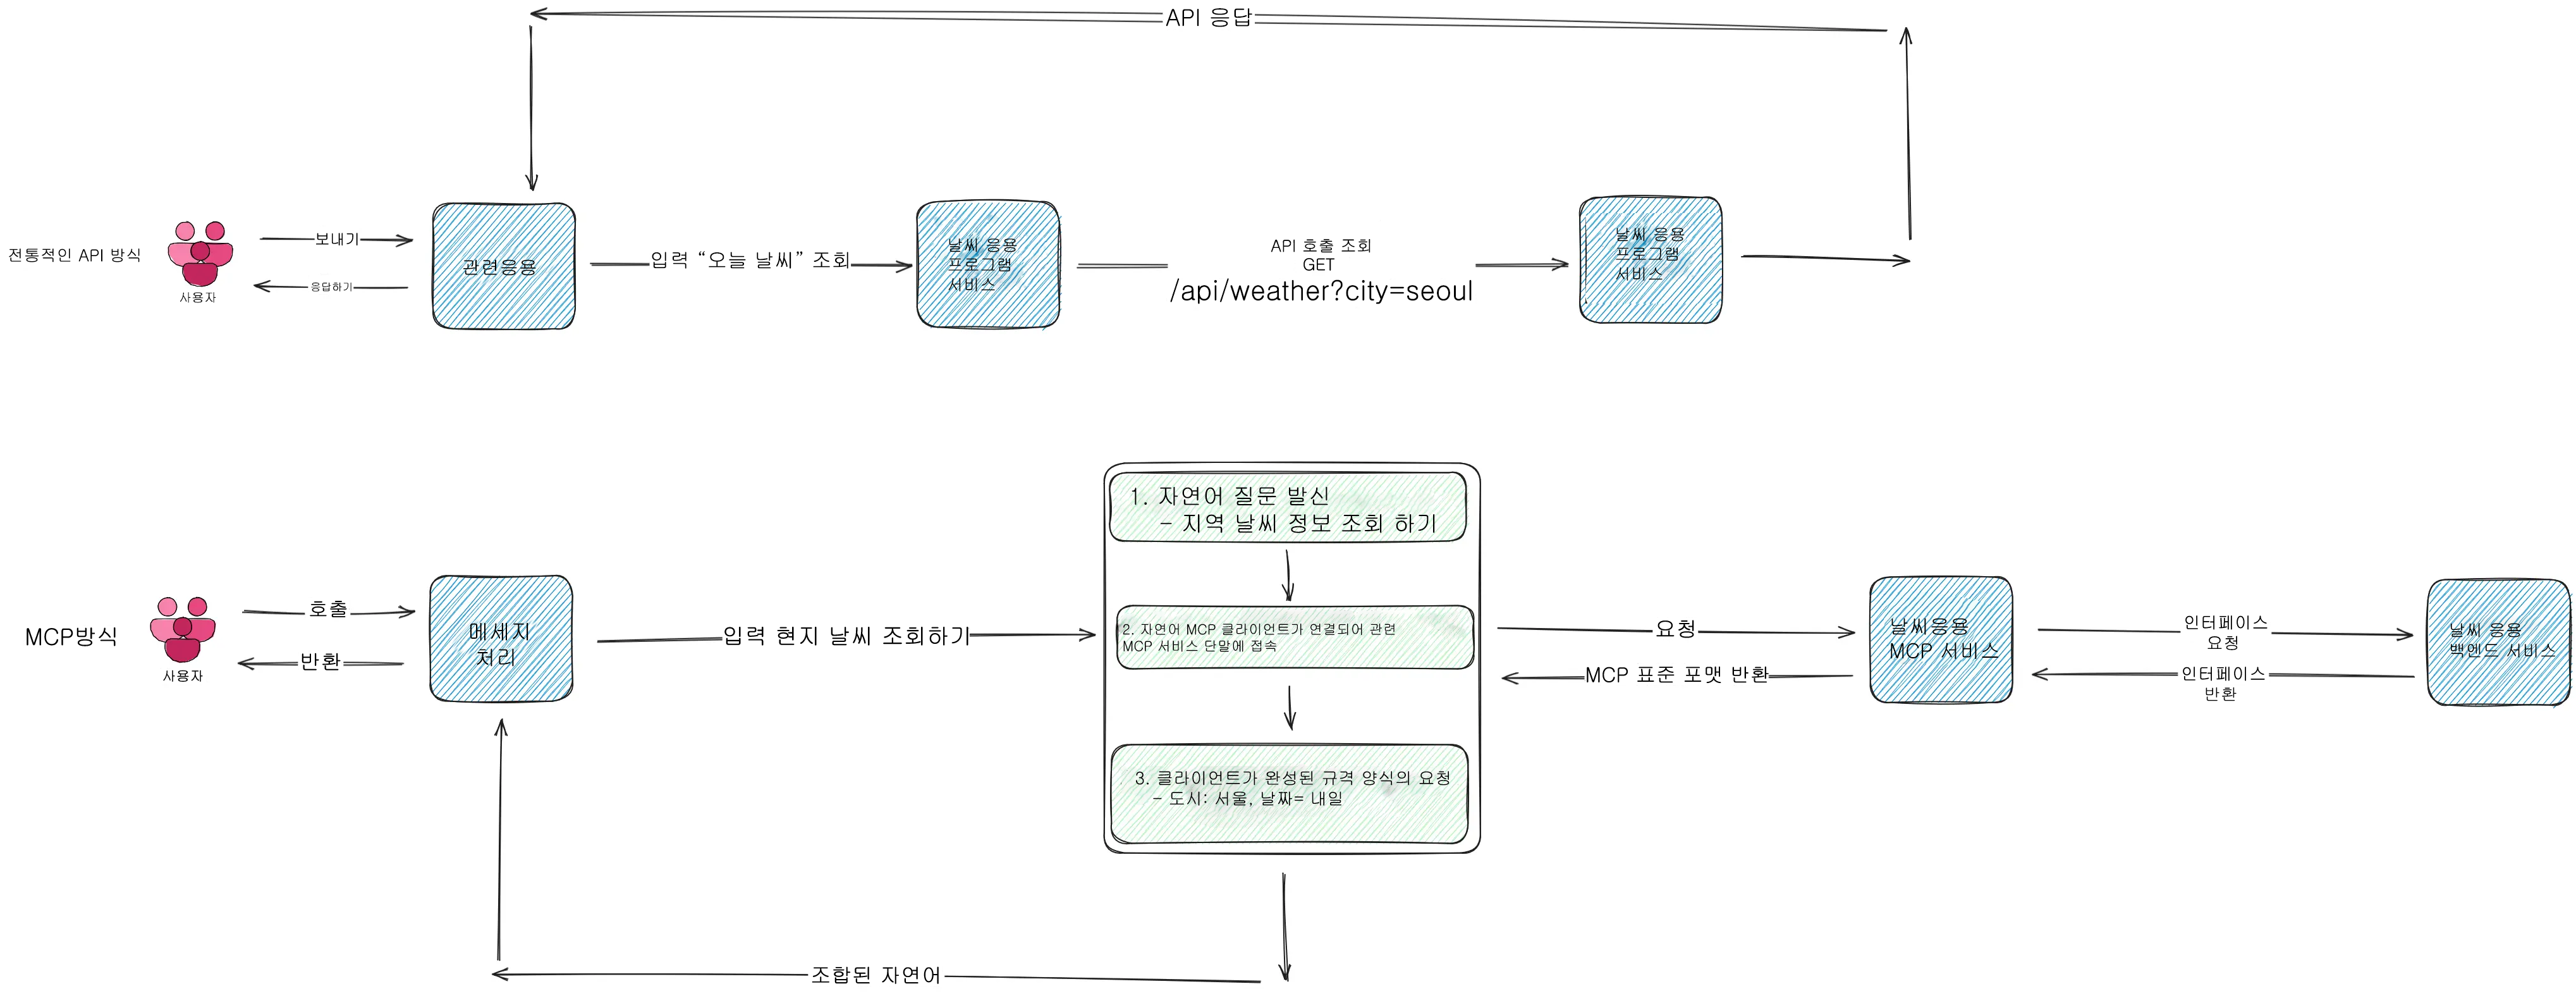 API 응답
전통적인 API 방식
사용자
보내기
응답하기
관련응용
입력 “오늘 날씨” 조회
날씨 응용
프로그램
서비스
API 호출 조회
GET
/api/weather?city=seoul
날씨 응용
프로그램
서비스
MCP방식
사용자
호출
반환
메세지
처리
입력 현지 날씨 조회하기
1. 자연어 질문 발신
- 지역 날씨 정보 조회 하기
2. 자연어 MCP 클라이언트가 연결되어 관련
MCP 서비스 단말에 접속
3. 클라이언트가 완성된 규격 양식의 요청
- 도시: 서울, 날짜= 내일
요청
MCP 표준 포맷 반환
날씨응용
MCP 서비스
인터페이스
요청
인터페이스
반환
날씨 응용
백엔드 서비스
조합된 자연어